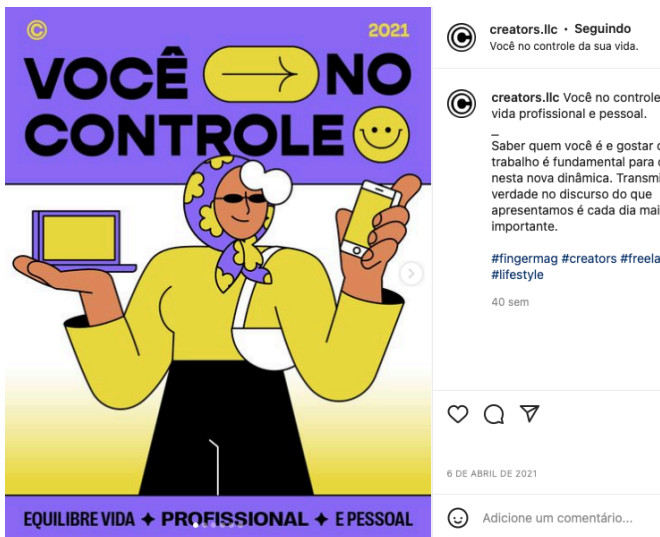 © 2021
VOCÊ → NO
CONTROLE
EQUILIBRE VIDA ✦ PROFISSIONAL ✦ E PESSOAL
creators.llc • Seguindo
Você no controle da sua vida.
creators.llc Você no controle
vida profissional e pessoal.
_
Saber quem você é e gostar
trabalho é fundamental para
nesta nova dinâmica. Transmi
verdade no discurso do que
apresentamos é cada dia mai
importante.
#fingermag #creators #freela
#lifestyle
40 sem
6 DE ABRIL DE 2021
Adicione um comentário...